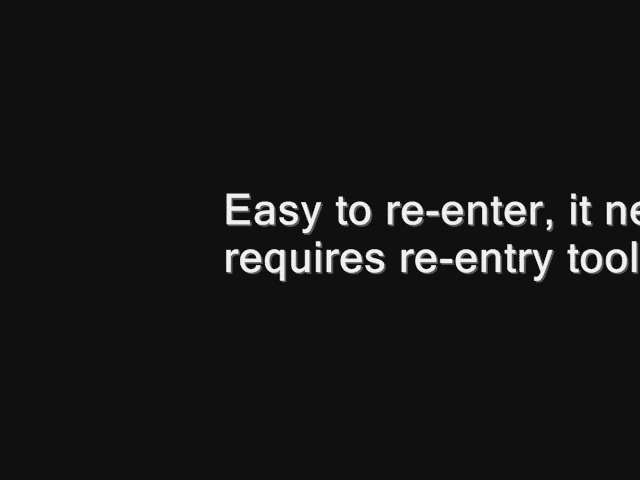 Easy to re-enter, it ne
requires re-entry tool